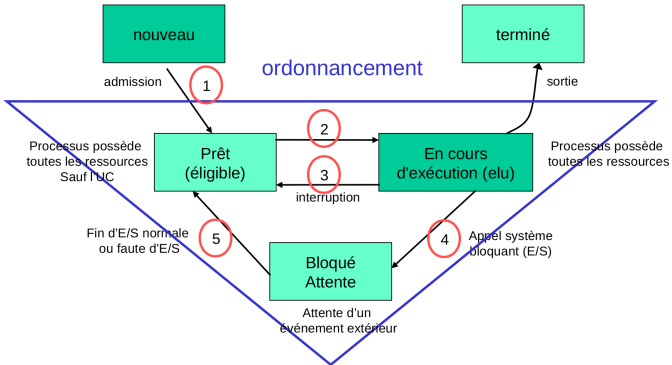 nouveau
terminé
ordonnancement
admission
1
sortie
Processus possède
toutes les ressources
Sauf l'UC
Prêt
(éligible)
2
3
interruption
En cours
d'exécution (elu)
Processus possède
toutes les ressources
Fin d'E/S normale
ou faute d'E/S
5
4
Appel système
bloquant (E/S)
Bloqué
Attente
Attente d'un
événement extérieur